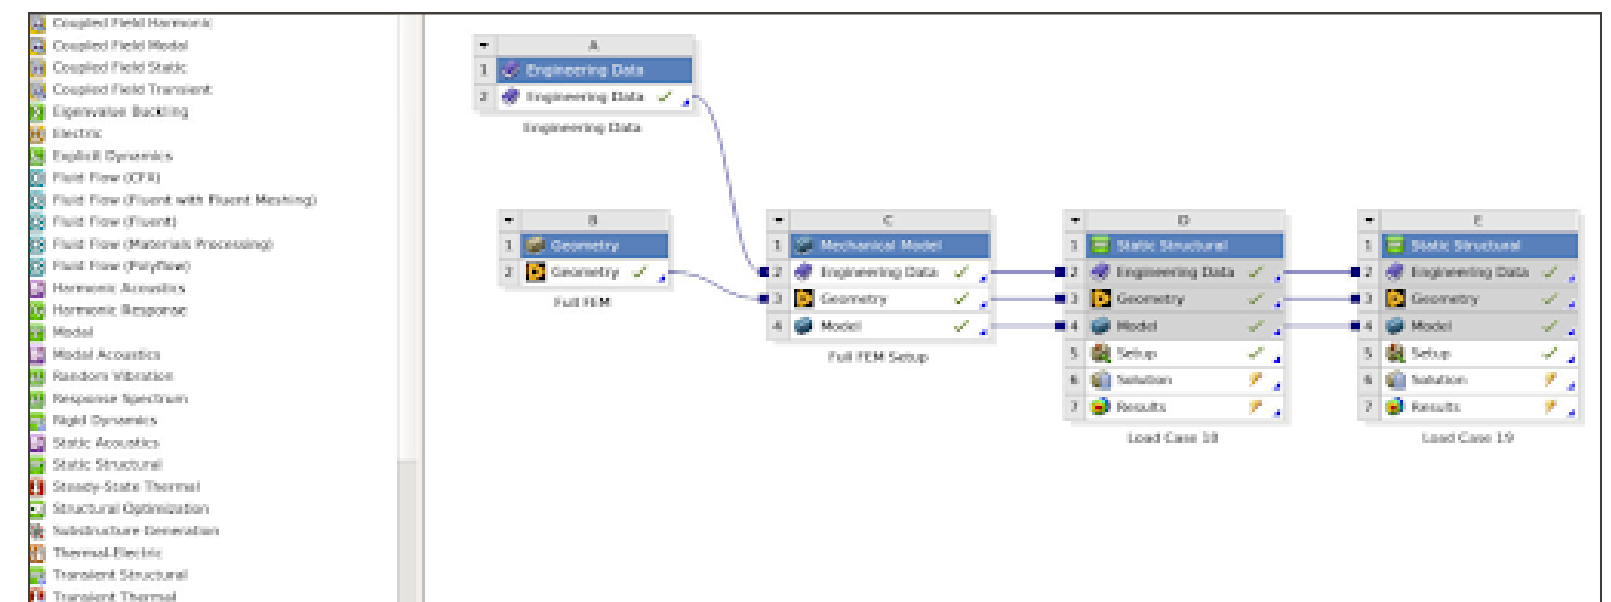 Coupled Field Harmonic
Coupled Field Modal
Coupled Field Static
Coupled Field Transient
Eigenvalue Buckling
Electric
Explicit Dynamics
Fluid Flow (CFX)
Fluid Flow (Fluent with Fluent Meshing)
Fluid Flow (Fluent)
Fluid Flow (Materials Processing)
Fluid Flow (Polyflow)
Harmonic Acoustics
Harmonic Response
Modal
Modal Acoustics
Random Vibration
Response Spectrum
Rigid Dynamics
Static Acoustics
Static Structural
Steady-State Thermal
Structural Optimization
Substructure Generation
Thermal-Electric
Transient Structural
Transient Thermal
A
1 Engineering Data
2 Engineering Data
Engineering Data
B
1 Geometry
2 Geometry
Full FEM
C
1 Mechanical Model
2 Engineering Data
3 Geometry
4 Model
Full FEM Setup
D
1 Static Structural
2 Engineering Data
3 Geometry
4 Model
5 Setup
6 Solution
7 Results
Load Case 18
E
1 Static Structural
2 Engineering Data
3 Geometry
4 Model
5 Setup
6 Solution
7 Results
Load Case 19